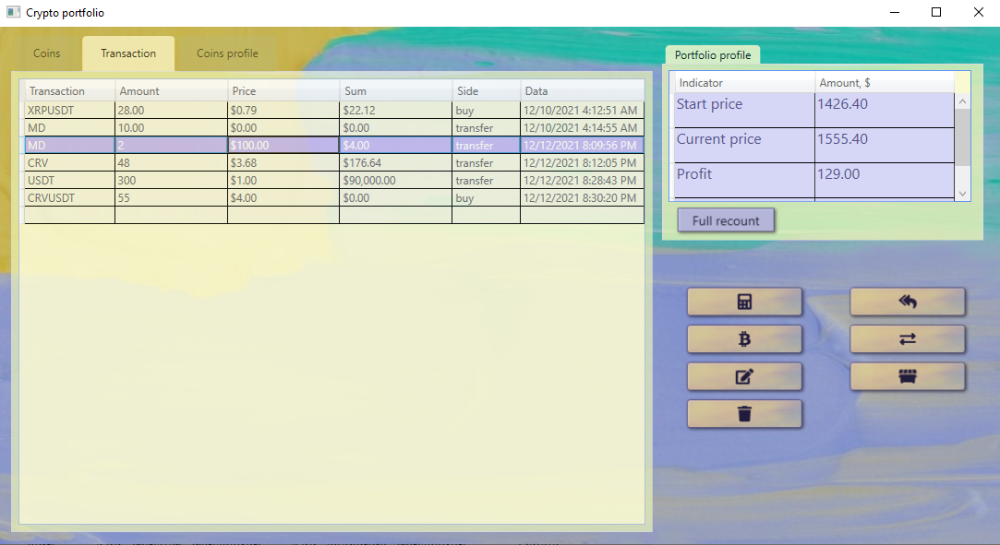 Crypto portfolio
Coins Transaction Coins profile
Transaction Amount Price Sum Side Data
XRPUSDT 28.00 $0.79 $22.12 buy 12/10/2021 4:12:51 AM
MD 10.00 $0.00 $0.00 transfer 12/10/2021 4:14:55 AM
MD 2 $100.00 $4.00 transfer 12/12/2021 8:09:56 PM
CRV 48 $3.68 $176.64 transfer 12/12/2021 8:12:05 PM
USDT 300 $1.00 $90,000.00 transfer 12/12/2021 8:28:43 PM
CRVUSDT 55 $4.00 $0.00 buy 12/12/2021 8:30:20 PM
Portfolio profile
Indicator Amount, $
Start price 1426.40
Current price 1555.40
Profit 129.00
Full recount